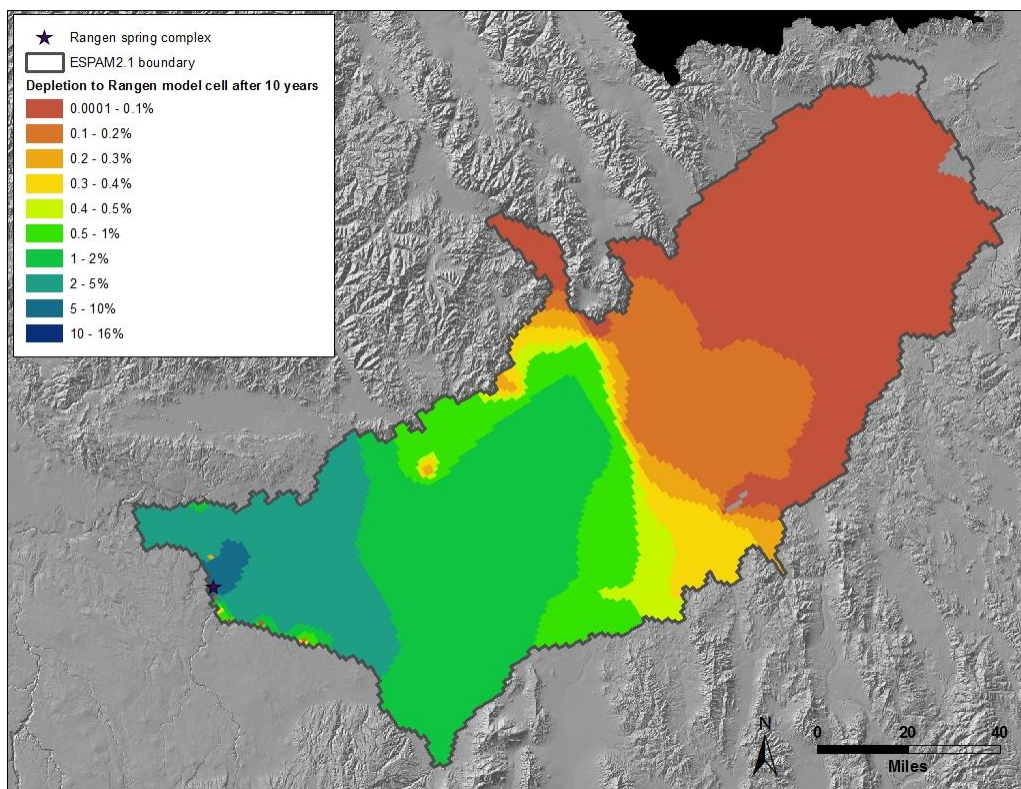 Rangen spring complex
ESPAM2.1 boundary
Depletion to Rangen model cell after 10 years
0.0001 - 0.1%
0.1 - 0.2%
0.2 - 0.3%
0.3 - 0.4%
0.4 - 0.5%
0.5 - 1%
1 - 2%
2 - 5%
5 - 10%
10 - 16%
N
0 20 40
Miles